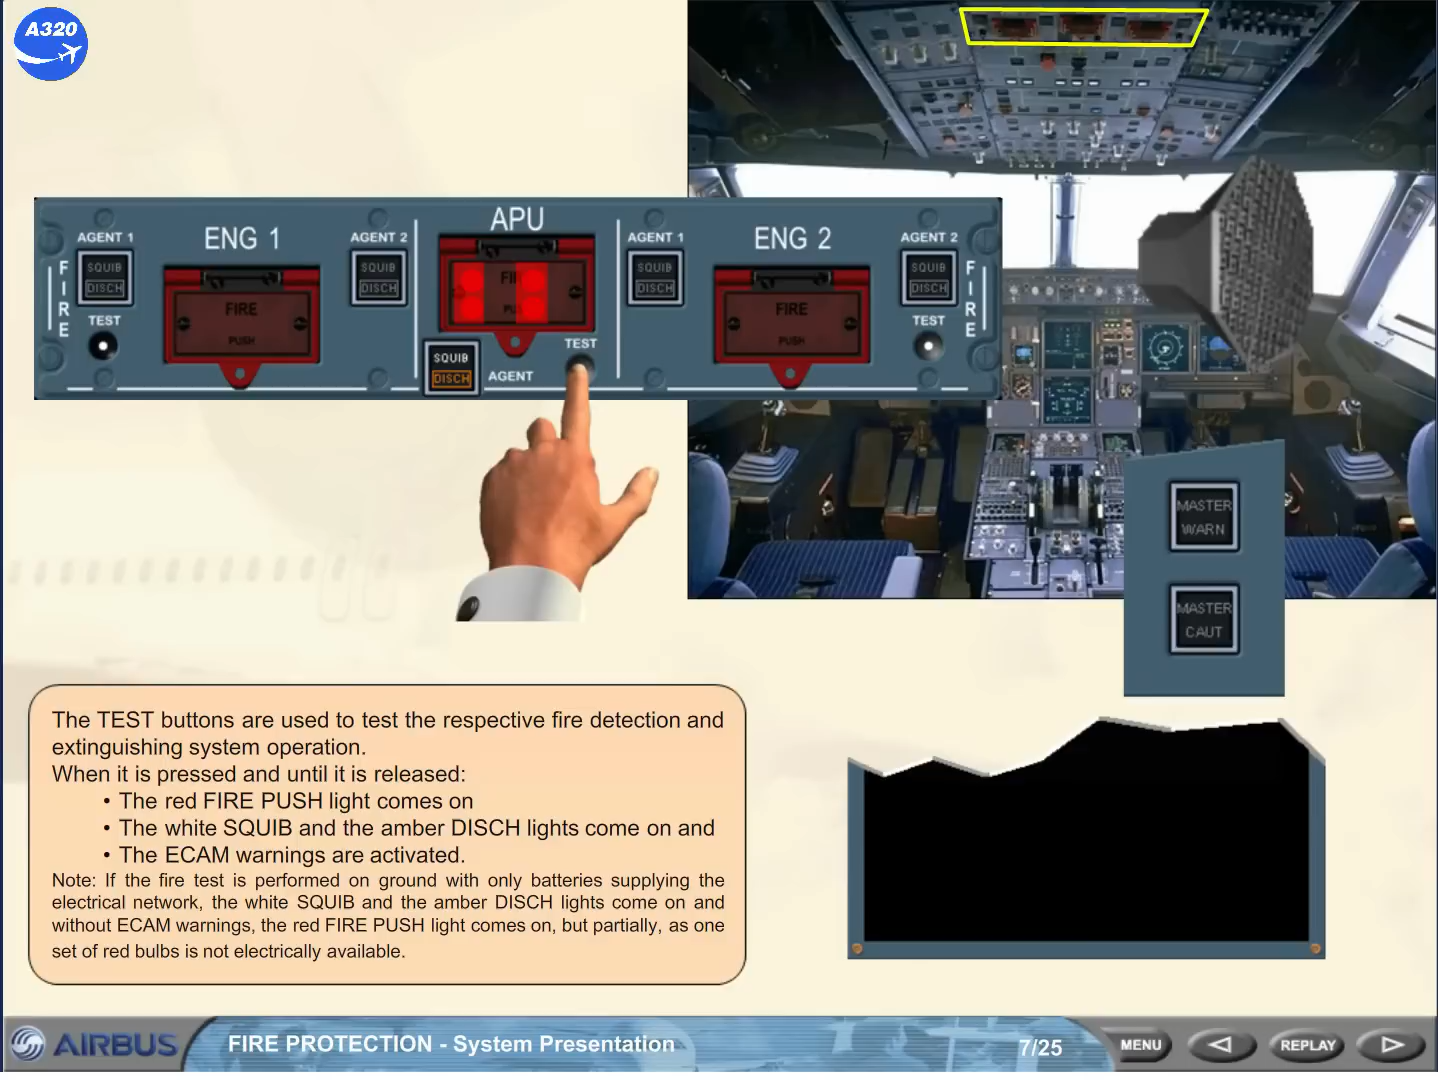 A320
APU
AGENT 1
ENG 1
AGENT 2
AGENT 1
ENG 2
AGENT 2
SQUIB
DISCH
SQUIB
DISCH
SQUIB
DISCH
SQUIB
DISCH
FIRE
FIRE
FIRE
PUSH
FIRE
PUSH
TEST
TEST
TEST
SQUIB
DISCH
AGENT
MASTER
WARN
MASTER
CAUT
The TEST buttons are used to test the respective fire detection and
extinguishing system operation.
When it is pressed and until it is released:
• The red FIRE PUSH light comes on
• The white SQUIB and the amber DISCH lights come on and
• The ECAM warnings are activated.
Note: If the fire test is performed on ground with only batteries supplying the
electrical network, the white SQUIB and the amber DISCH lights come on and
without ECAM warnings, the red FIRE PUSH light comes on, but partially, as one
set of red bulbs is not electrically available.
AIRBUS
FIRE PROTECTION - System Presentation
7/25
MENU
REPLAY